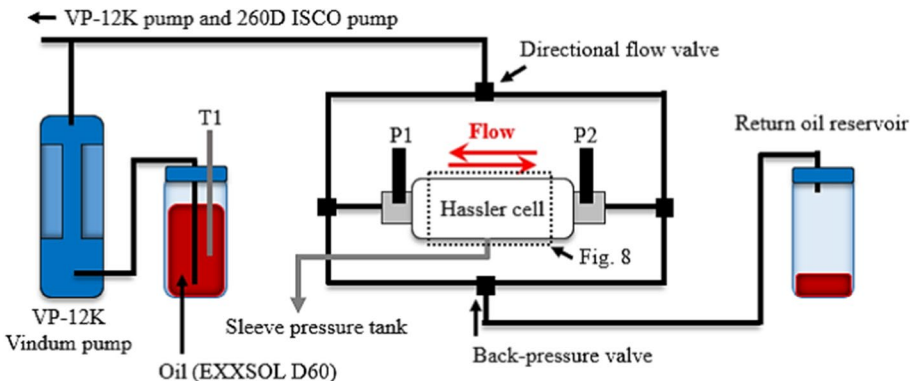 VP-12K pump and 260D ISCO pump
Directional flow valve
T1
P1
Flow
P2
Return oil reservoir
Hassler cell
Fig. 8
Sleeve pressure tank
VP-12K
Vindum pump
Back-pressure valve
Oil (EXXSOL D60)